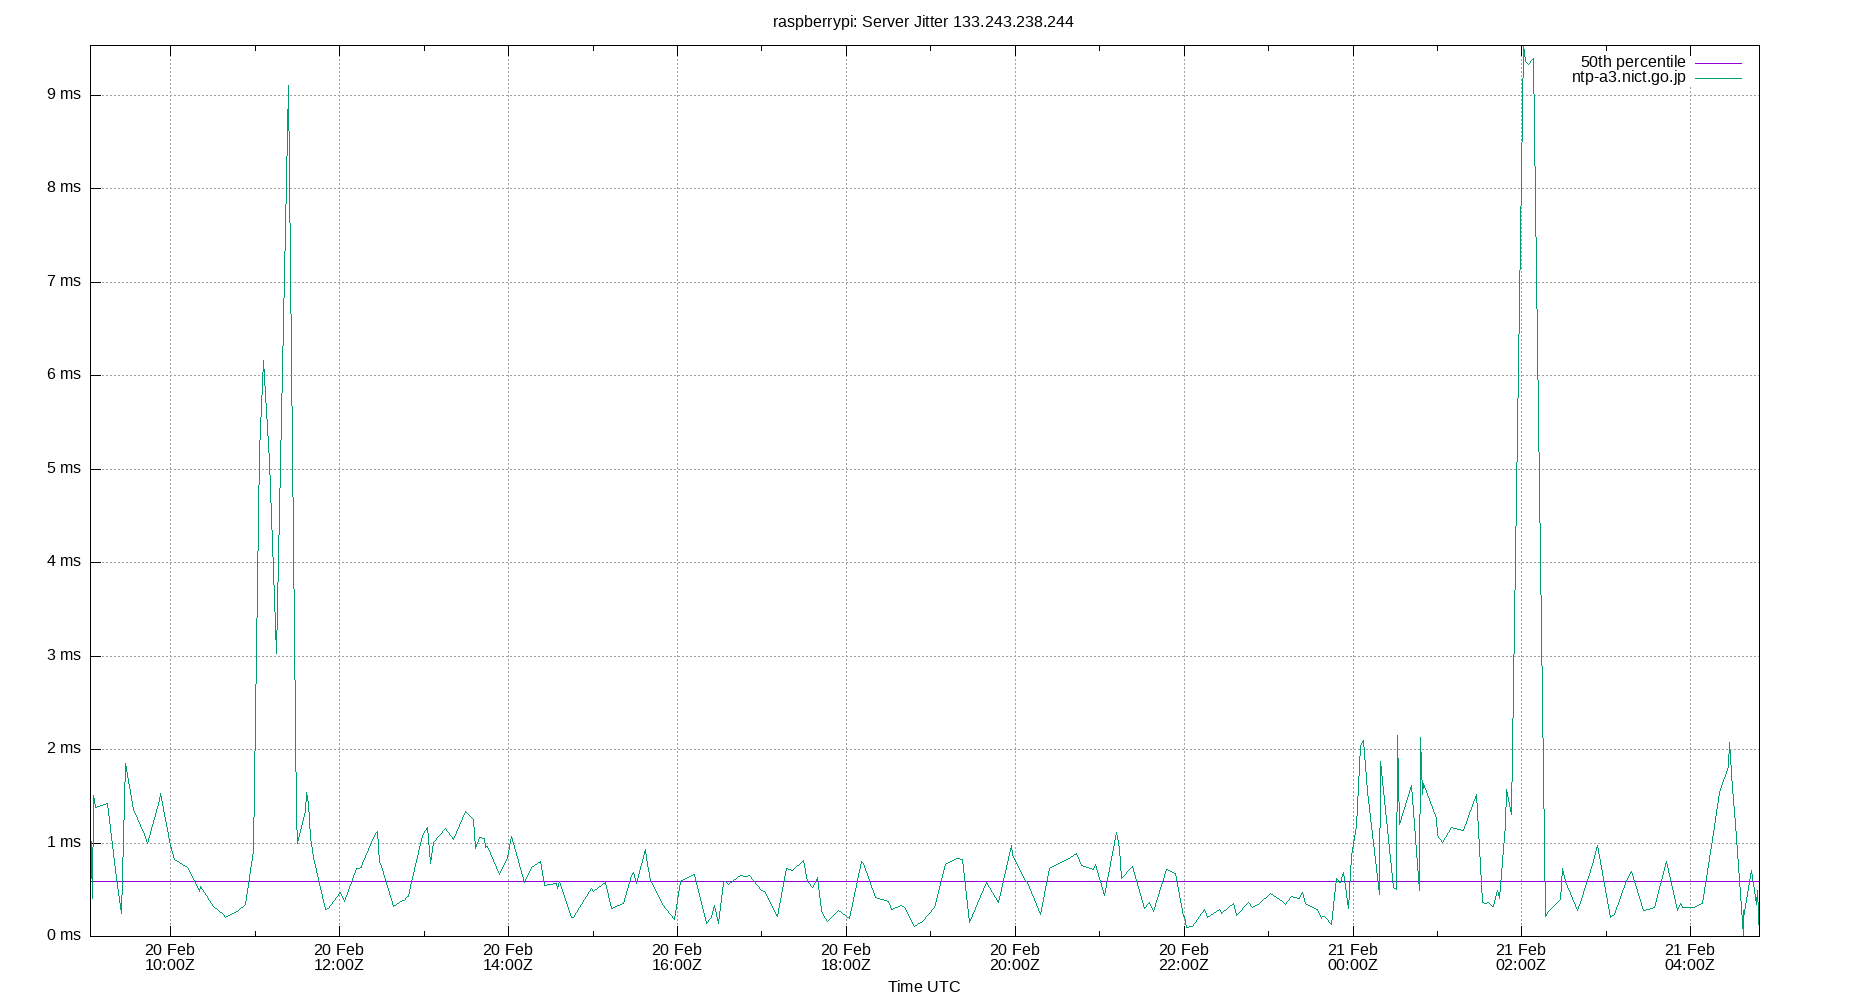 raspberrypi: Server Jitter 133.243.238.244
50th percentile
ntp-a3.nict.go.jp
9 ms
8 ms
7 ms
6 ms
5 ms
4 ms
3 ms
2 ms
1 ms
0 ms
20 Feb 20 Feb 20 Feb 20 Feb 20 Feb 20 Feb 20 Feb 21 Feb 21 Feb 21 Feb
10:00Z 12:00Z 14:00Z 16:00Z 18:00Z 20:00Z 22:00Z 00:00Z 02:00Z 04:00Z
Time UTC